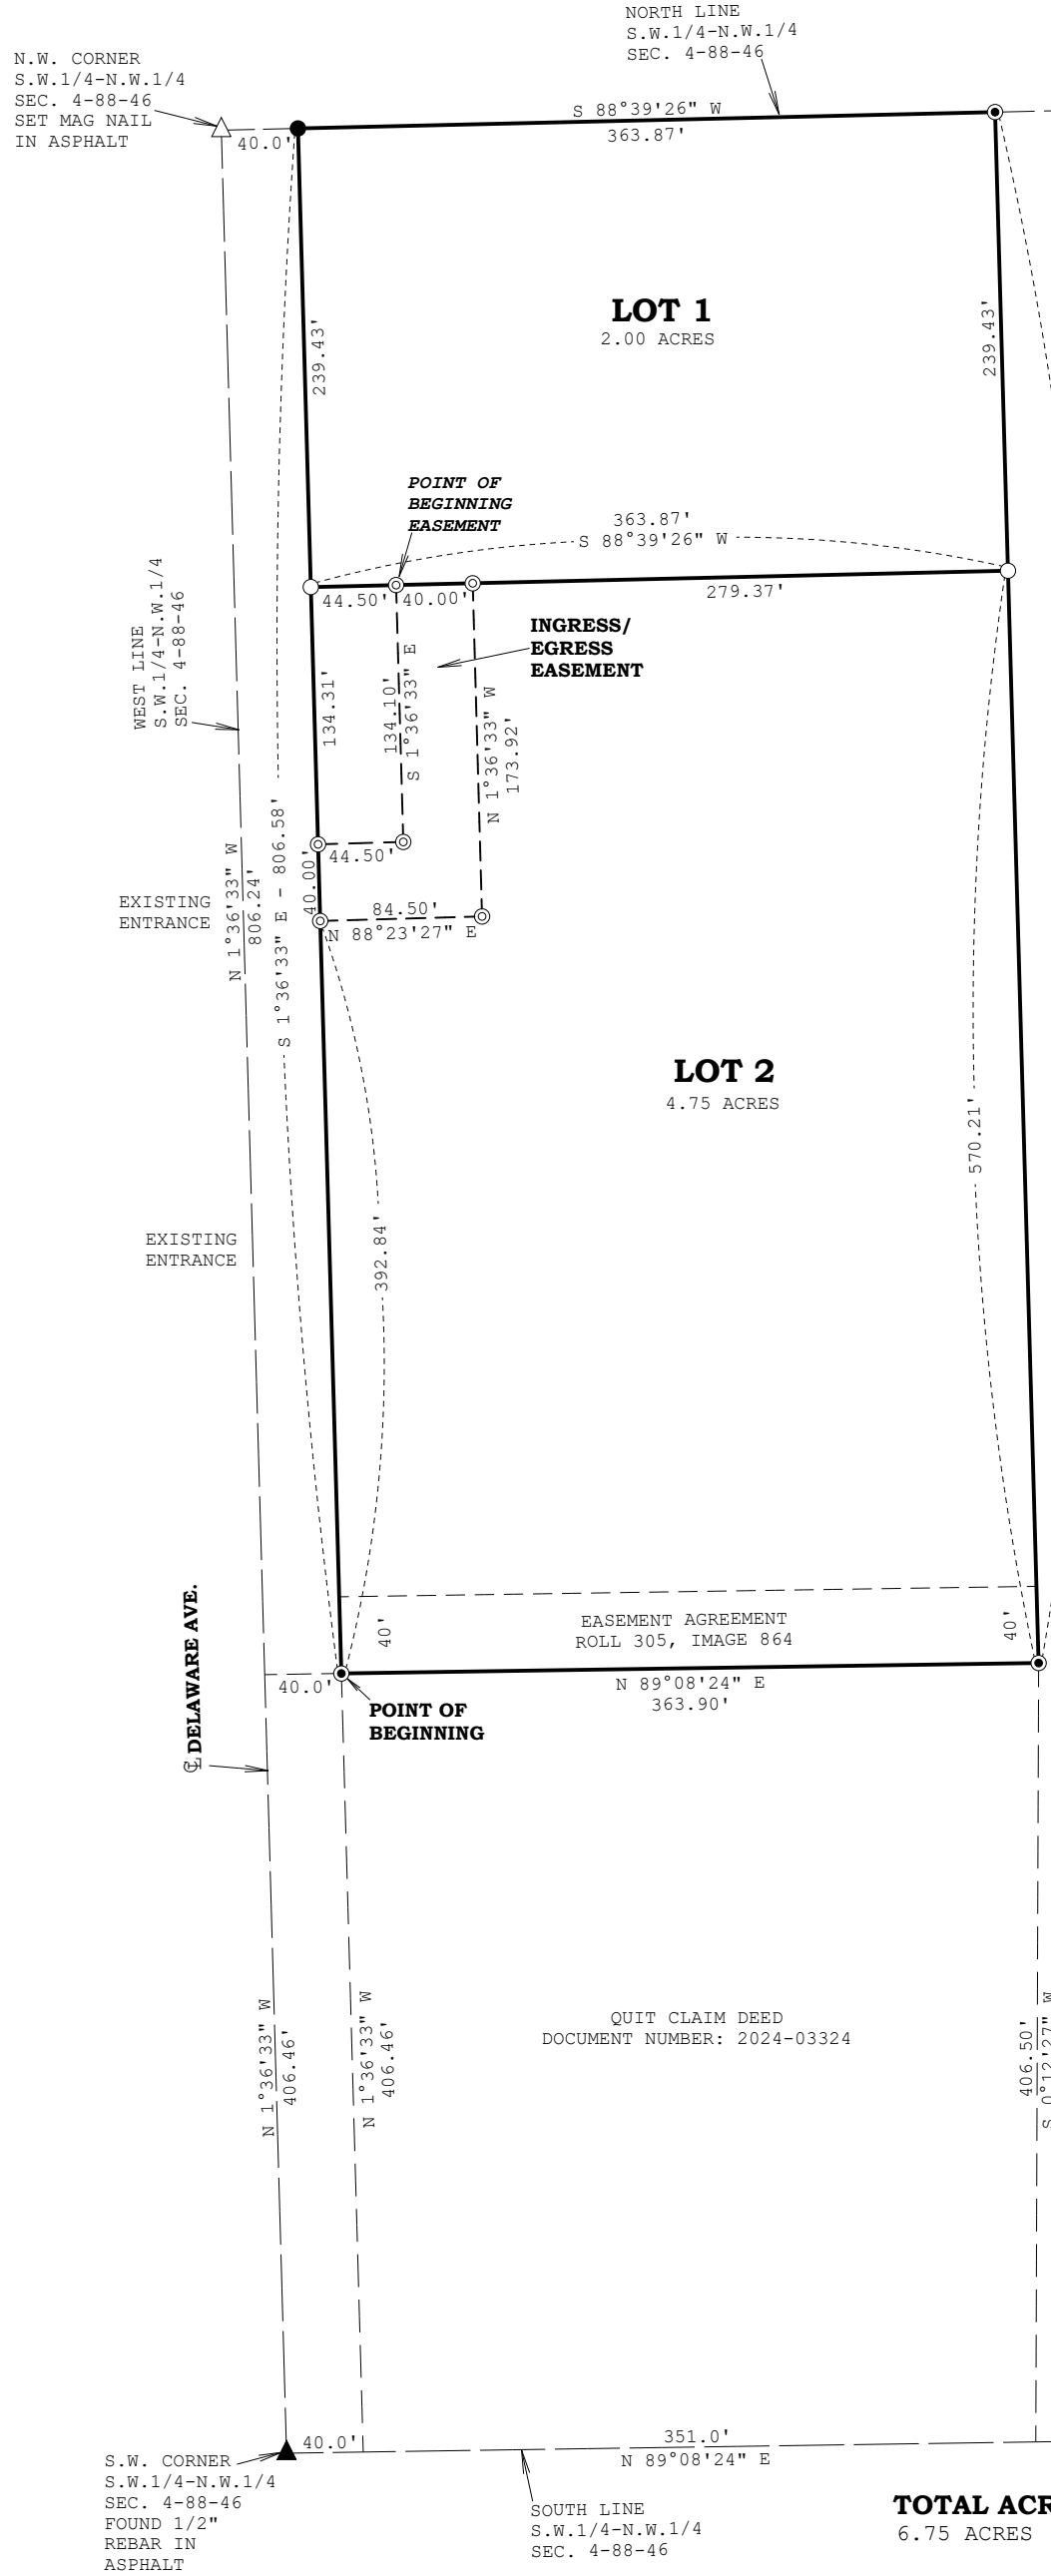 NORTH LINE
S.W.1/4-N.W.1/4
SEC. 4-88-46
N.W. CORNER
S.W.1/4-N.W.1/4
SEC. 4-88-46
SET MAG NAIL
IN ASPHALT
40.0'
S 88°39'26" W
363.87'
LOT 1
2.00 ACRES
239.43'
239.43'
POINT OF
BEGINNING
EASEMENT
363.87'
S 88°39'26" W
44.50'
40.00'
279.37'
INGRESS/
EGRESS
EASEMENT
WEST LINE
S.W.1/4-N.W.1/4
SEC. 4-88-46
134.31'
134.10'
S 1°36'33" E
N 1°36'33" W
173.92'
44.50'
40.00'
84.50'
N 88°23'27" E
S 1°36'33" E - 806.58'
N 1°36'33" W
806.24'
EXISTING
ENTRANCE
LOT 2
4.75 ACRES
570.21'
392.84'
EXISTING
ENTRANCE
EASEMENT AGREEMENT
ROLL 305, IMAGE 864
40'
40'
℄ DELAWARE AVE.
40.0'
N 89°08'24" E
363.90'
POINT OF
BEGINNING
QUIT CLAIM DEED
DOCUMENT NUMBER: 2024-03324
N 1°36'33" W
406.46'
N 1°36'33" W
406.46'
406.50'
S 0°12'27" W
40.0'
351.0'
N 89°08'24" E
S.W. CORNER
S.W.1/4-N.W.1/4
SEC. 4-88-46
FOUND 1/2"
REBAR IN
ASPHALT
SOUTH LINE
S.W.1/4-N.W.1/4
SEC. 4-88-46
TOTAL ACR
6.75 ACRES